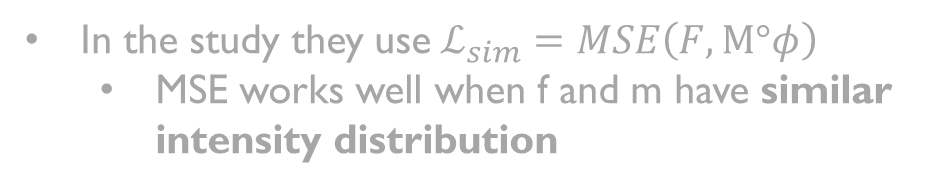 • In the study they use ℒ_sim = MSE(F, M°ϕ)
• MSE works well when f and m have similar
intensity distribution